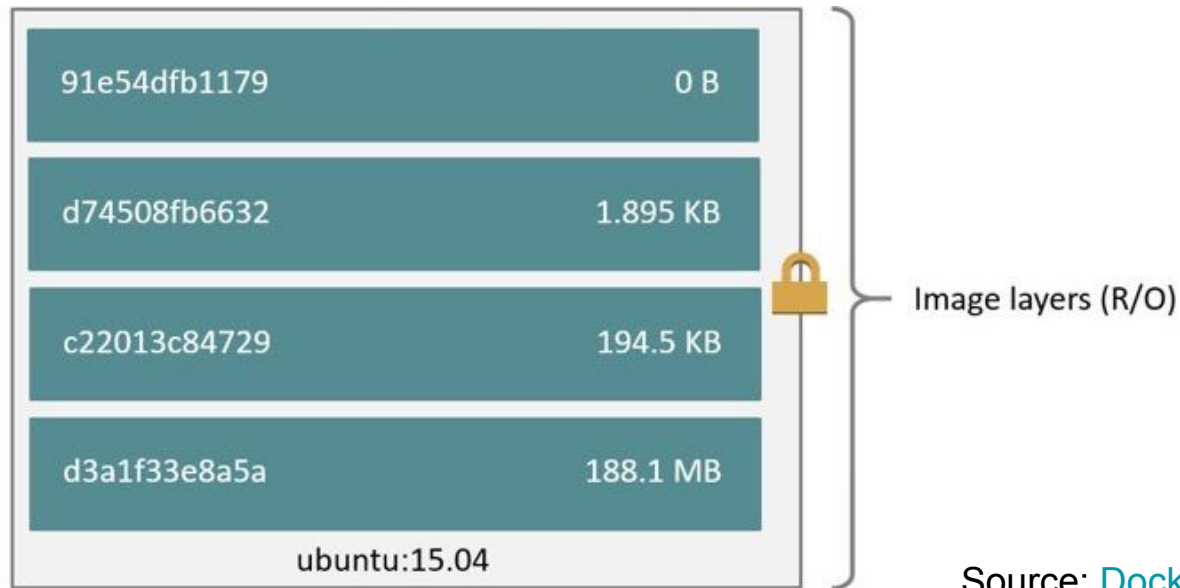 91e54dfb1179 0 B
d74508fb6632 1.895 KB
Image layers (R/O)
c22013c84729 194.5 KB
d3a1f33e8a5a 188.1 MB
ubuntu:15.04
Source: Dock